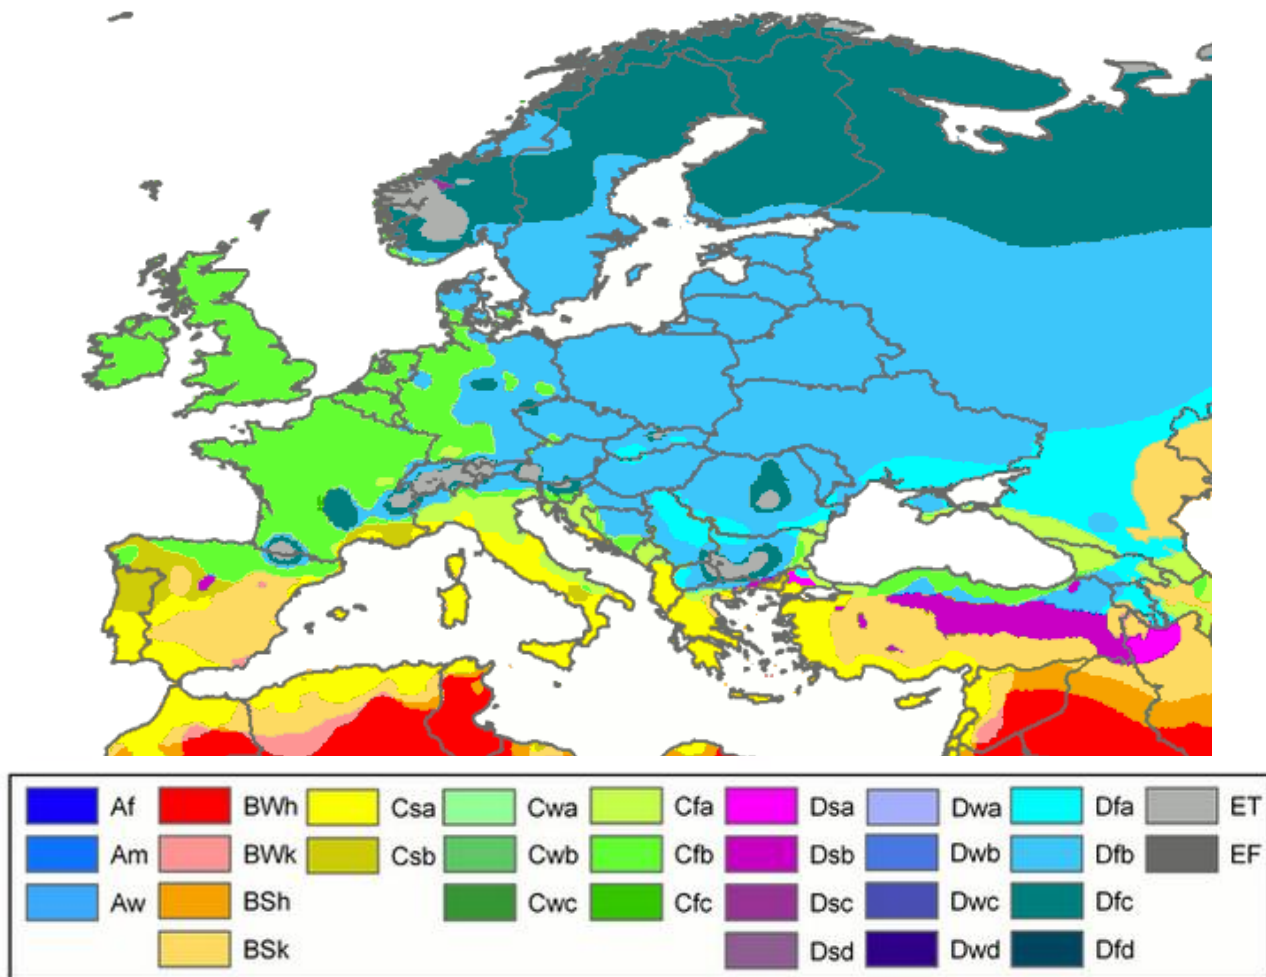 Af BWh Csa Cwa Cfa Dsa Dwa Dfa ET
Am BWk Csb Cwb Cfb Dsb Dwb Dfb EF
Aw BSh Cwc Cfc Dsc Dwc Dfc
BSk Dsd Dwd Dfd